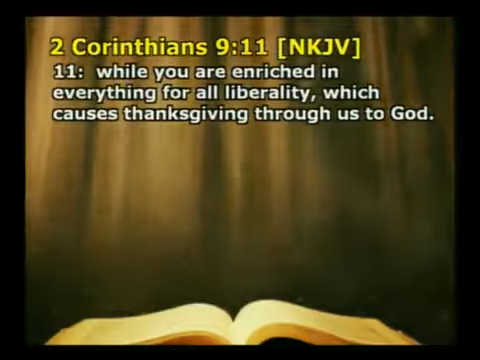 2 Corinthians 9:11 [NKJV]
11:  while you are enriched in
everything for all liberality, which
causes thanksgiving through us to God.